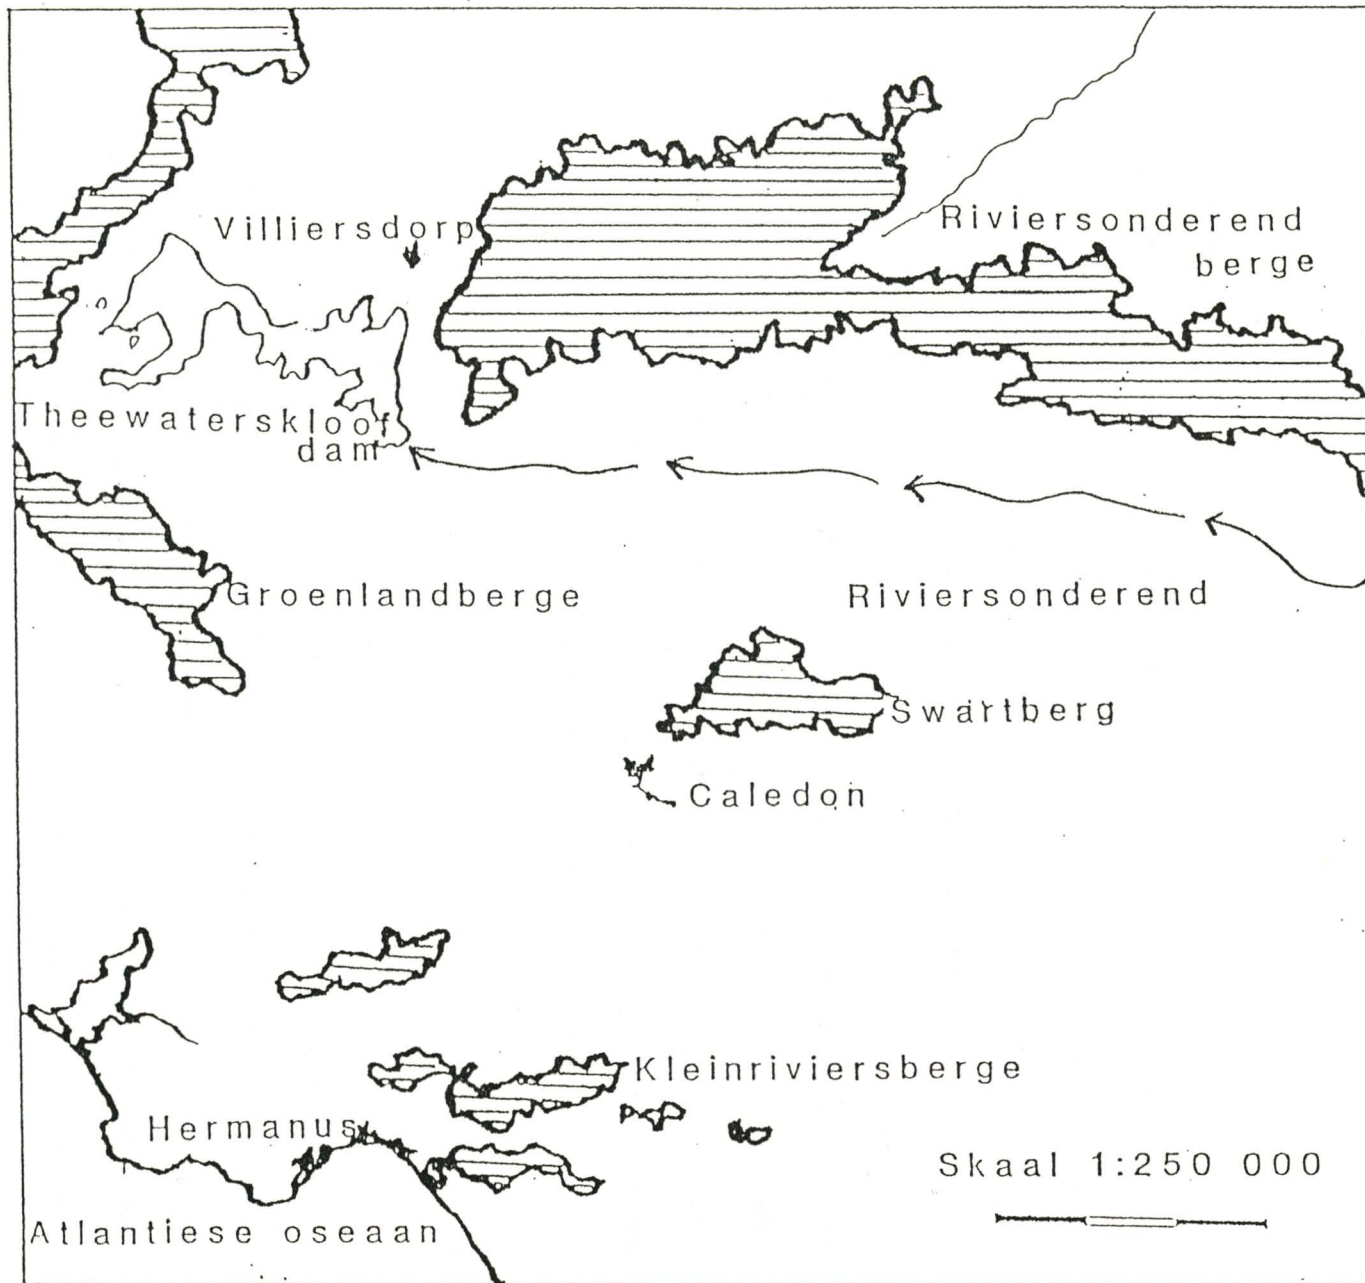 Villiersdorp
Riviersonderend
berge
Theewaterskloof
dam
Groenlandberge
Riviersonderend
Swartberg
Caledon
Kleinriviersberge
Hermanus
Skaal 1:250 000
Atlantiese oseaan